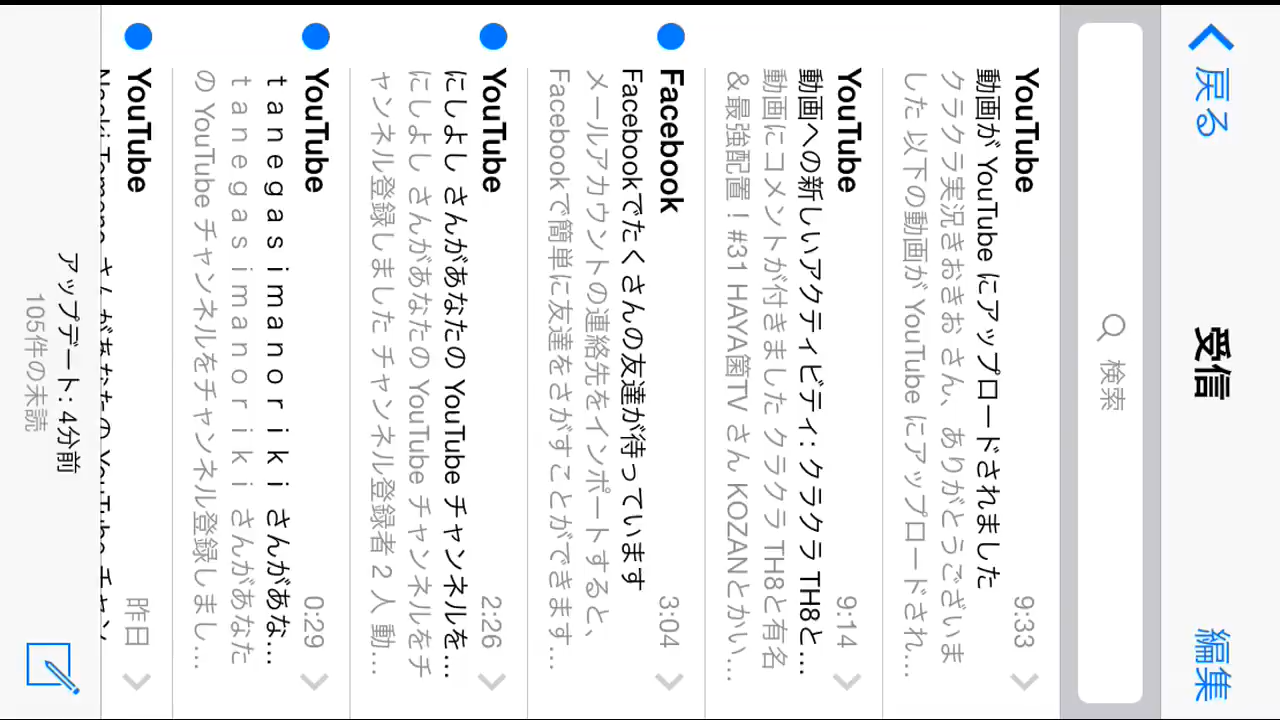 戻る
受信
編集
検索
YouTube 9:33
動画が YouTube にアップロードされました
クラクラ実況きおきお さん、ありがとうございま
した 以下の動画が YouTube にアップロードされ…
YouTube 9:14
動画への新しいアクティビティ: クラクラ TH8と…
動画にコメントが付きました クラクラ TH8と有名
& 最強配置！#31 HAYA箇TV さん KOZANとかい…
Facebook 3:04
Facebookでたくさんの友達が待っています
メールアカウントの連絡先をインポートすると、
Facebookで簡単に友達をさがすことができます…
YouTube 2:26
にしよし さんがあなたの YouTube チャンネルを…
にしよし さんがあなたの YouTube チャンネルをチ
ャンネル登録しました チャンネル登録者 2 人 動…
YouTube 0:29
ｔａｎｅｇａｓｉｍａｎｏｒｉｋｉ さんがあな…
ｔａｎｅｇａｓｉｍａｎｏｒｉｋｉ さんがあなた
の YouTube チャンネルをチャンネル登録しまし…
YouTube 昨日
さんがあなたの YouTube チャン
アップデート: 4分前
105件の未読